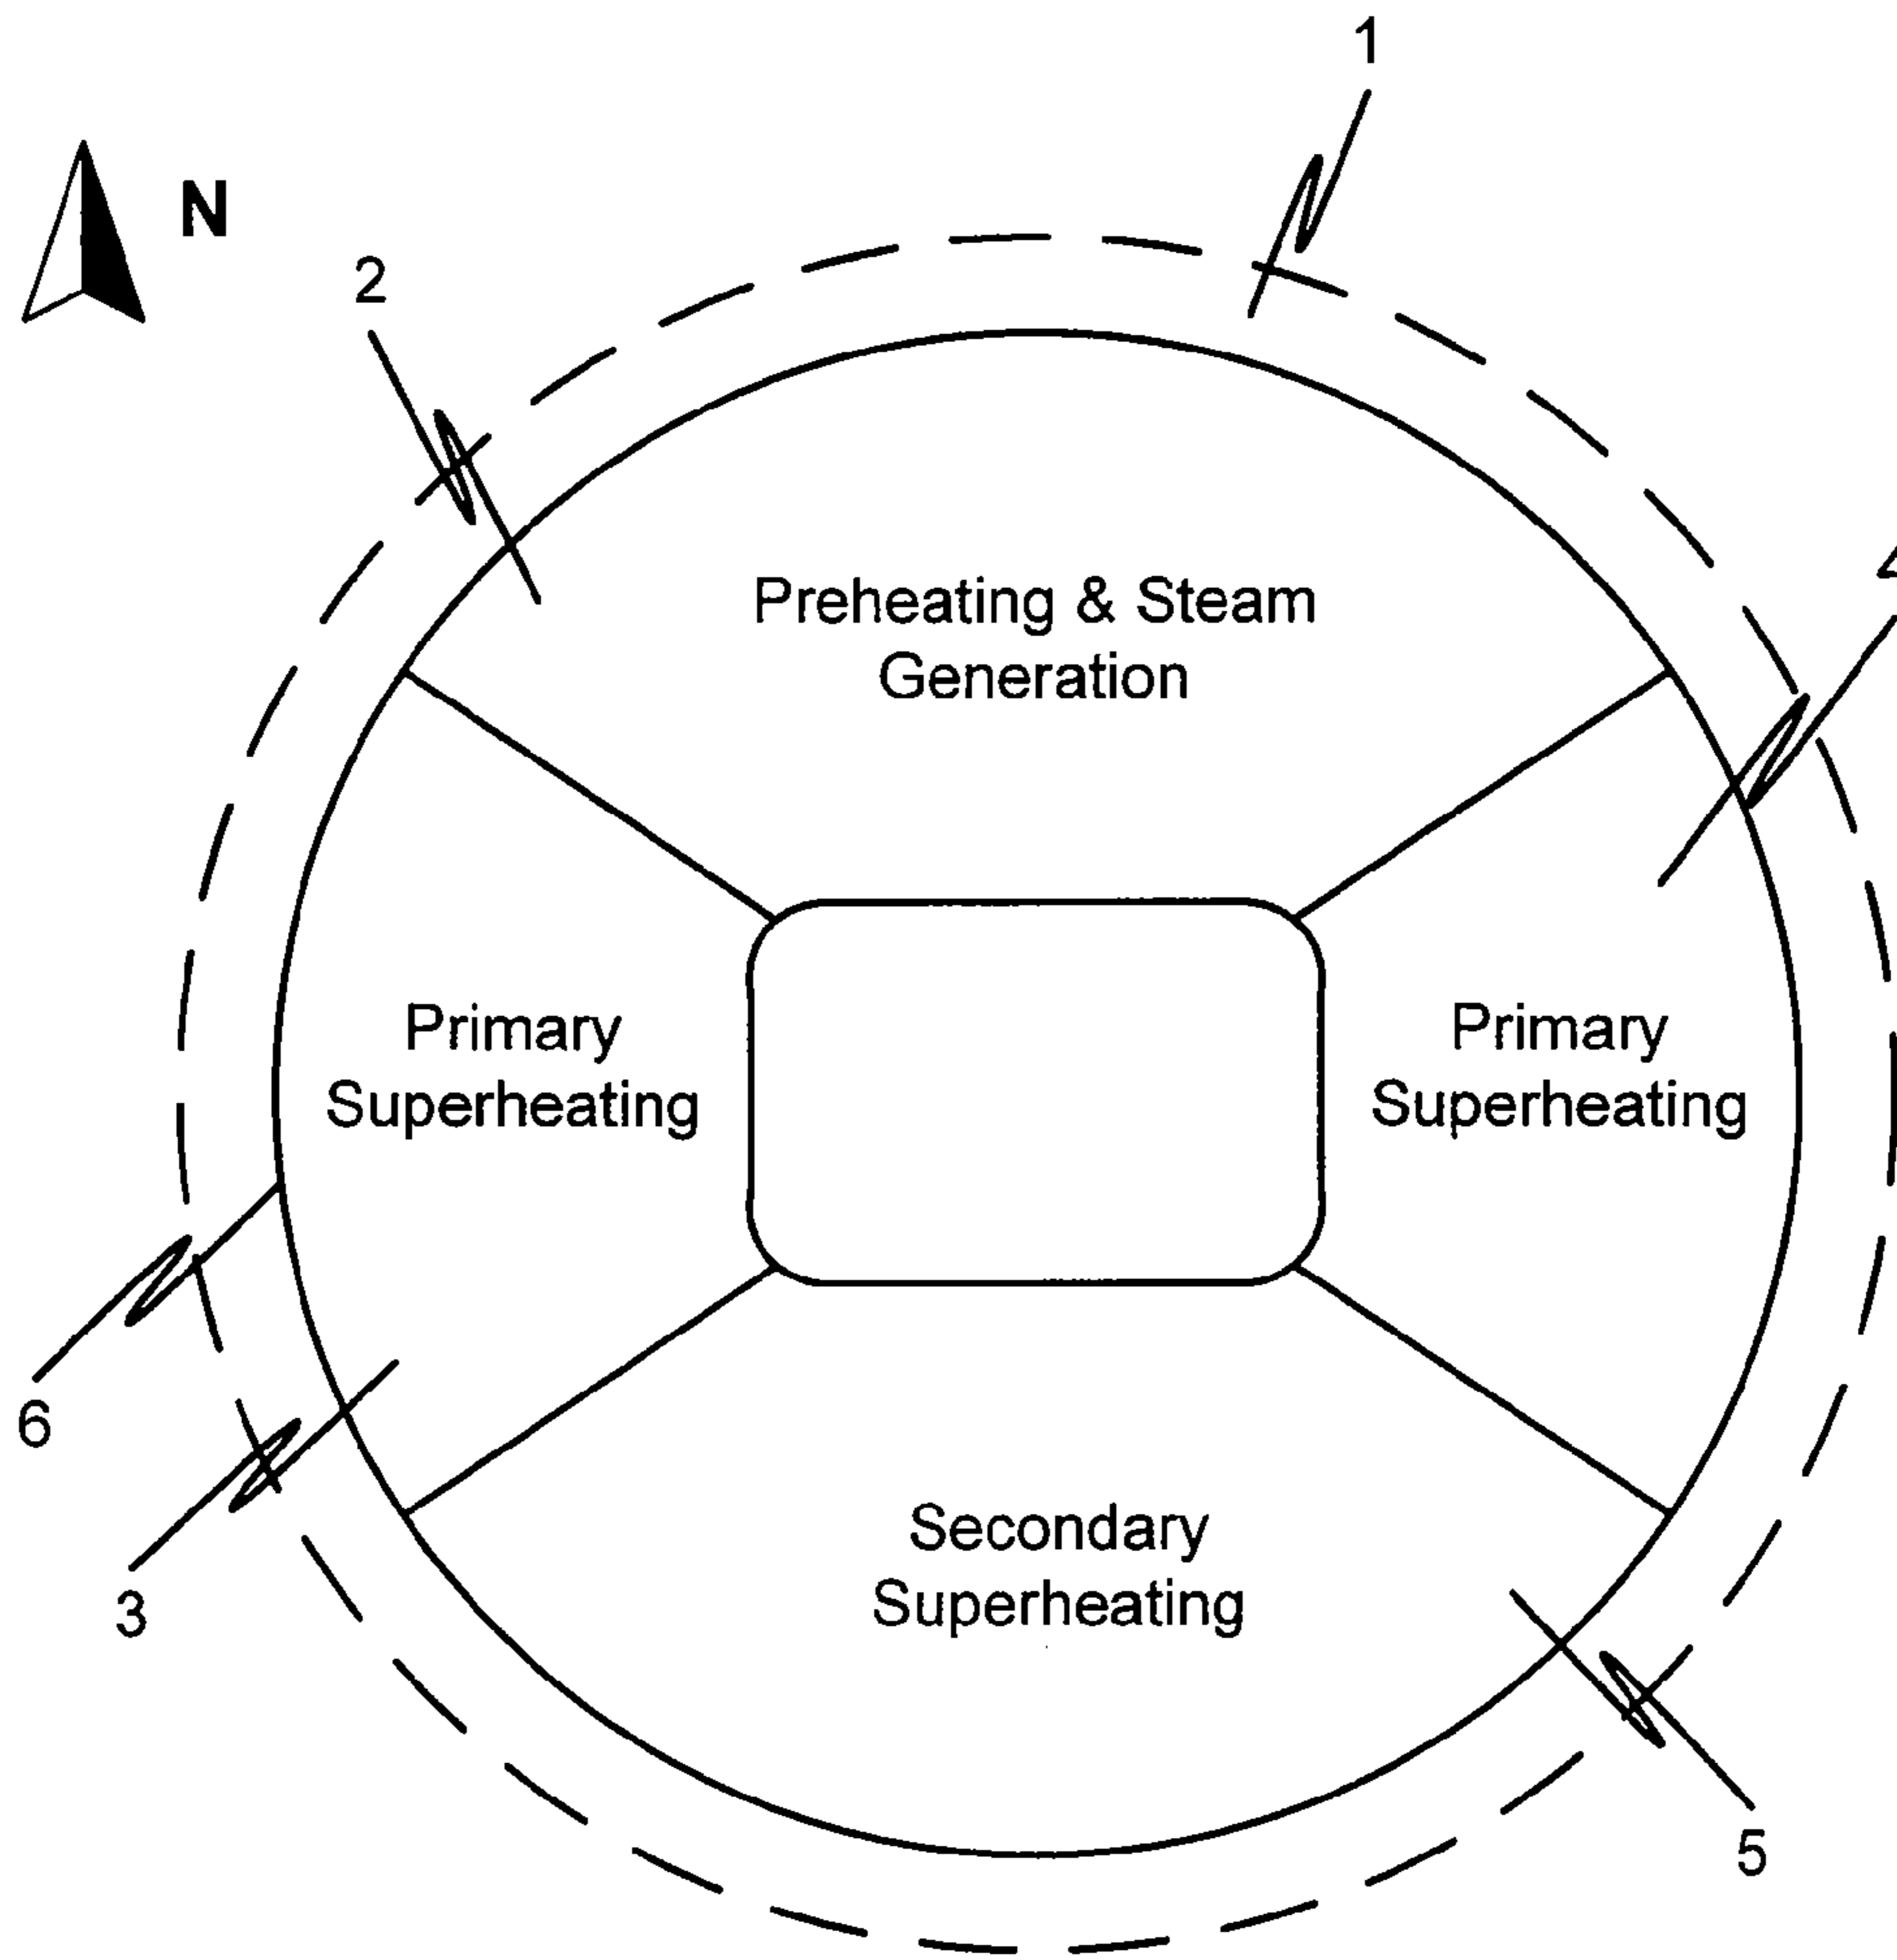 1
N
2
4
Preheating & Steam
Generation
Primary
Superheating
Primary
Superheating
6
3
Secondary
Superheating
5